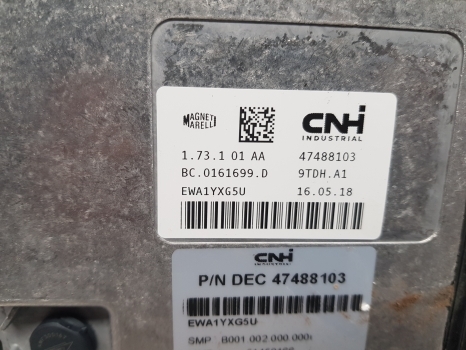 MAGNETI MARELLI
CNH
INDUSTRIAL
1.73.1 01 AA 47488103
BC.0161699.D 9TDH.A1
EWA1YXG5U 16.05.18
CNH
INDUSTRIAL
P/N DEC 47488103
EWA1YXG5U
SMP B001 002 000 000